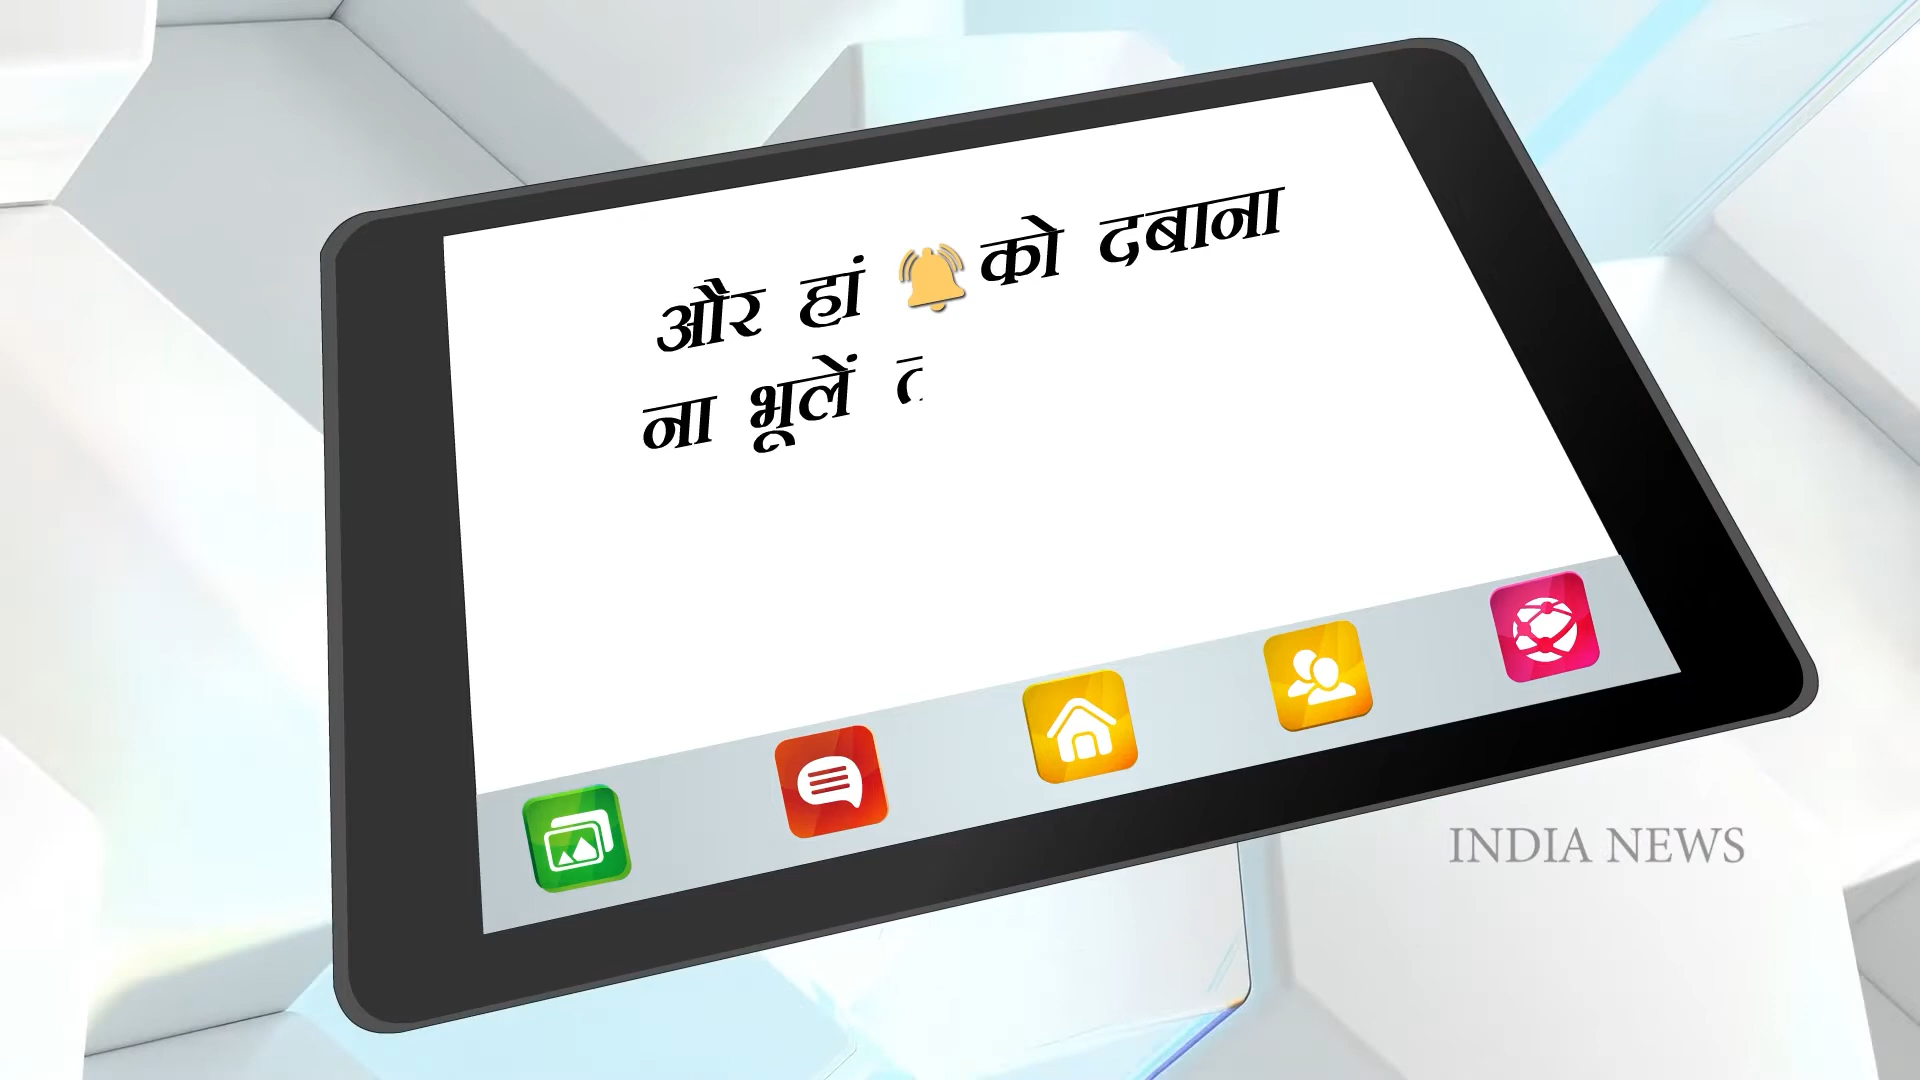 और हां 🔔 को दबाना
ना भूलें
INDIA NEWS